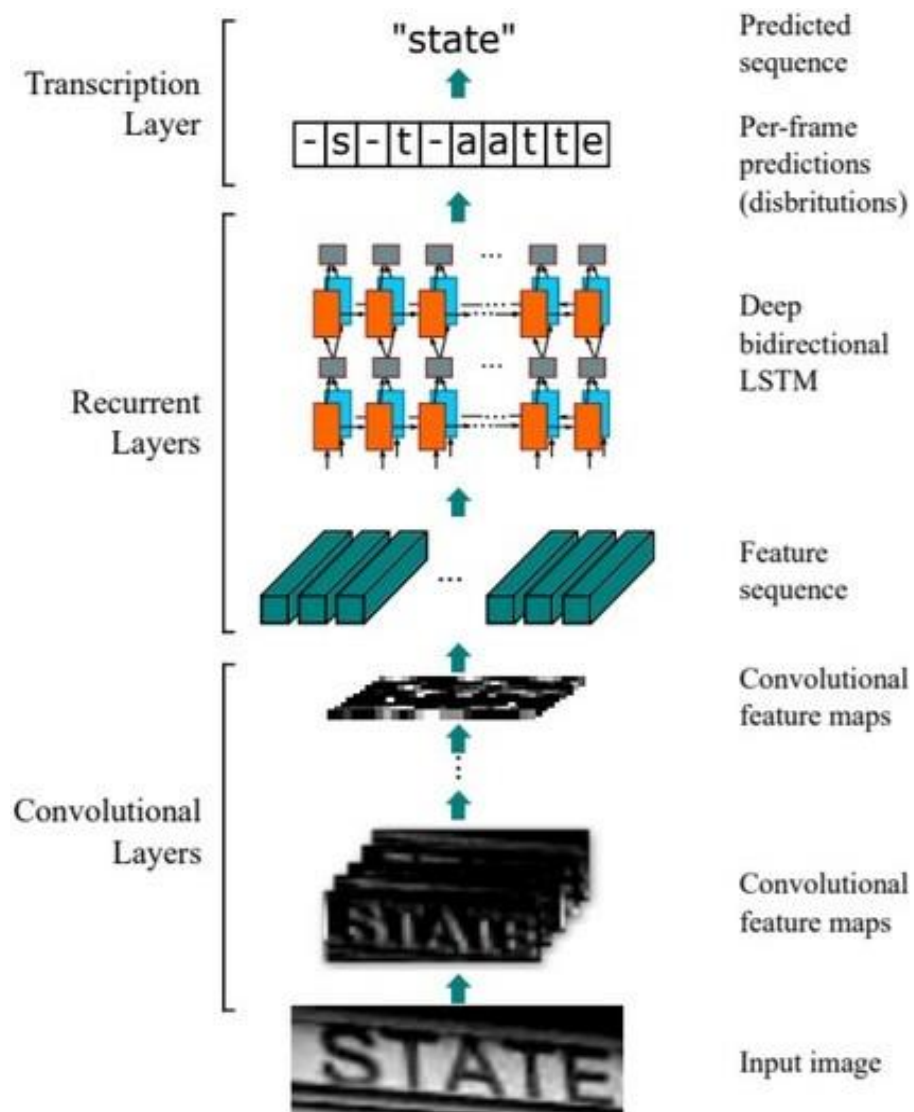 "state"
Predicted
sequence
Transcription
Layer
-s-t-aatte
Per-frame
predictions
(disbritutions)
Deep
bidirectional
LSTM
Recurrent
Layers
Feature
sequence
Convolutional
feature maps
Convolutional
Layers
Convolutional
feature maps
STATE
STATE
Input image